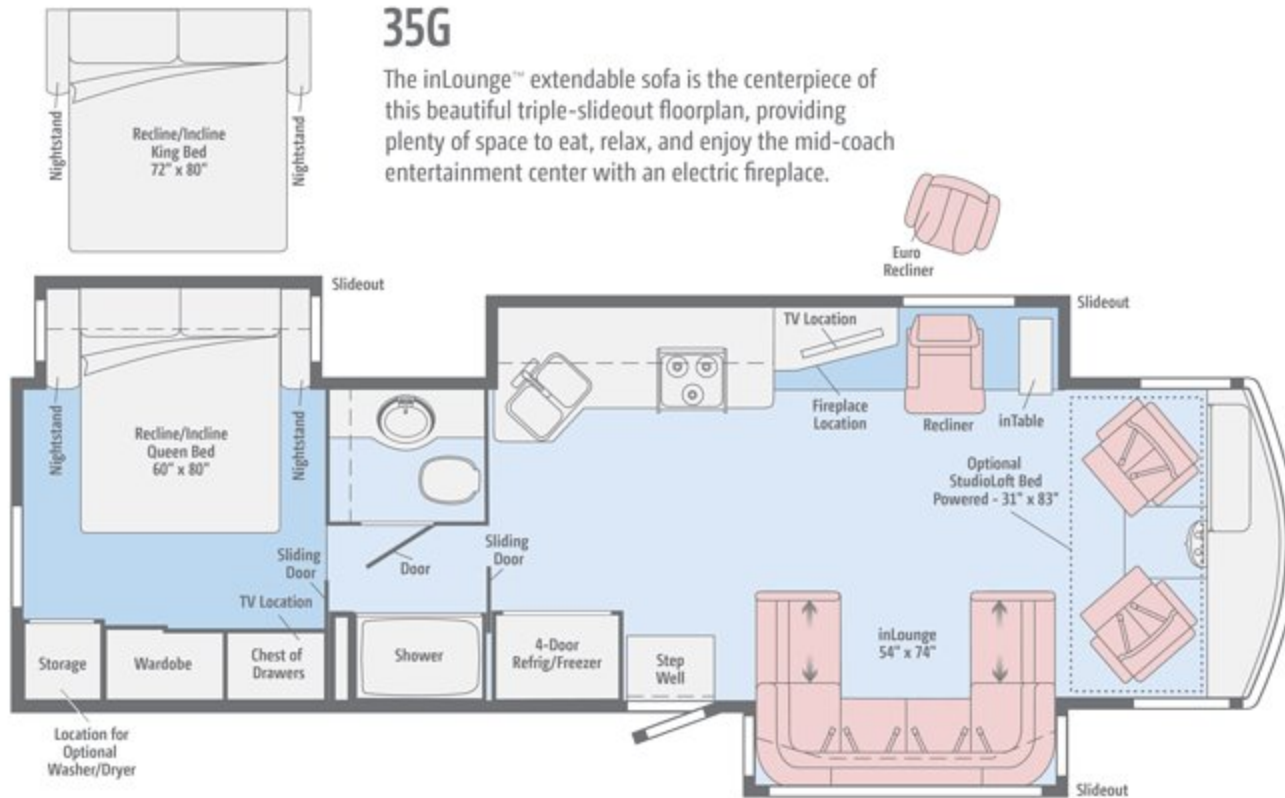 35G
The inLounge™ extendable sofa is the centerpiece of
this beautiful triple-slideout floorplan, providing
plenty of space to eat, relax, and enjoy the mid-coach
entertainment center with an electric fireplace.
Nightstand
Recline/Incline
King Bed
72" x 80"
Nightstand
Euro
Recliner
Slideout
Slideout
TV Location
Fireplace
Location
Recliner
inTable
Nightstand
Recline/Incline
Queen Bed
60" x 80"
Nightstand
Optional
StudioLoft Bed
Powered - 31" x 83"
Sliding
Door
Door
Sliding
Door
TV Location
Storage
Wardobe
Chest of
Drawers
Shower
4-Door
Refrig/Freezer
Step
Well
inLounge
54" x 74"
Location for
Optional
Washer/Dryer
Slideout